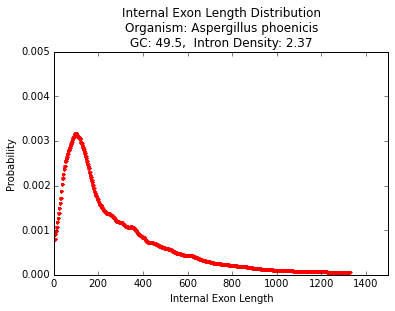 Internal Exon Length Distribution
Organism: Aspergillus phoenicis
GC: 49.5,  Intron Density: 2.37
0.005
0.004
0.003
0.002
0.001
0.000
Probability
0 200 400 600 800 1000 1200 1400
Internal Exon Length